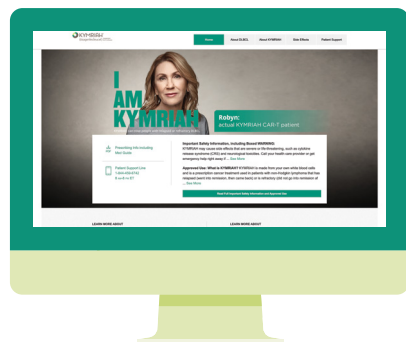 KYMRIAH
Home
About DLBCL
About KYMRIAH
Side Effects
Patient Support
I
AM
KYMRIAH
Robyn:
actual KYMRIAH CAR-T patient
Prescribing Information
Med Guide
Patient Support Line
Important Safety Information, including Boxed WARNING:
KYMRIAH may cause side effects that are severe or life-threatening, such as cytokine
release syndrome (CRS) and neurological toxicities. Call your health care provider or get
emergency help right away if ... See More
Approved Use: What is KYMRIAH? KYMRIAH is made from your own white blood cells
and is a prescription cancer treatment used in patients with non-Hodgkin lymphoma that has
relapsed (went into remission, then came back) or is refractory (did not go into remission af
... See More
Read Full Important Safety Information and Approved Use
LEARN MORE ABOUT
LEARN MORE ABOUT